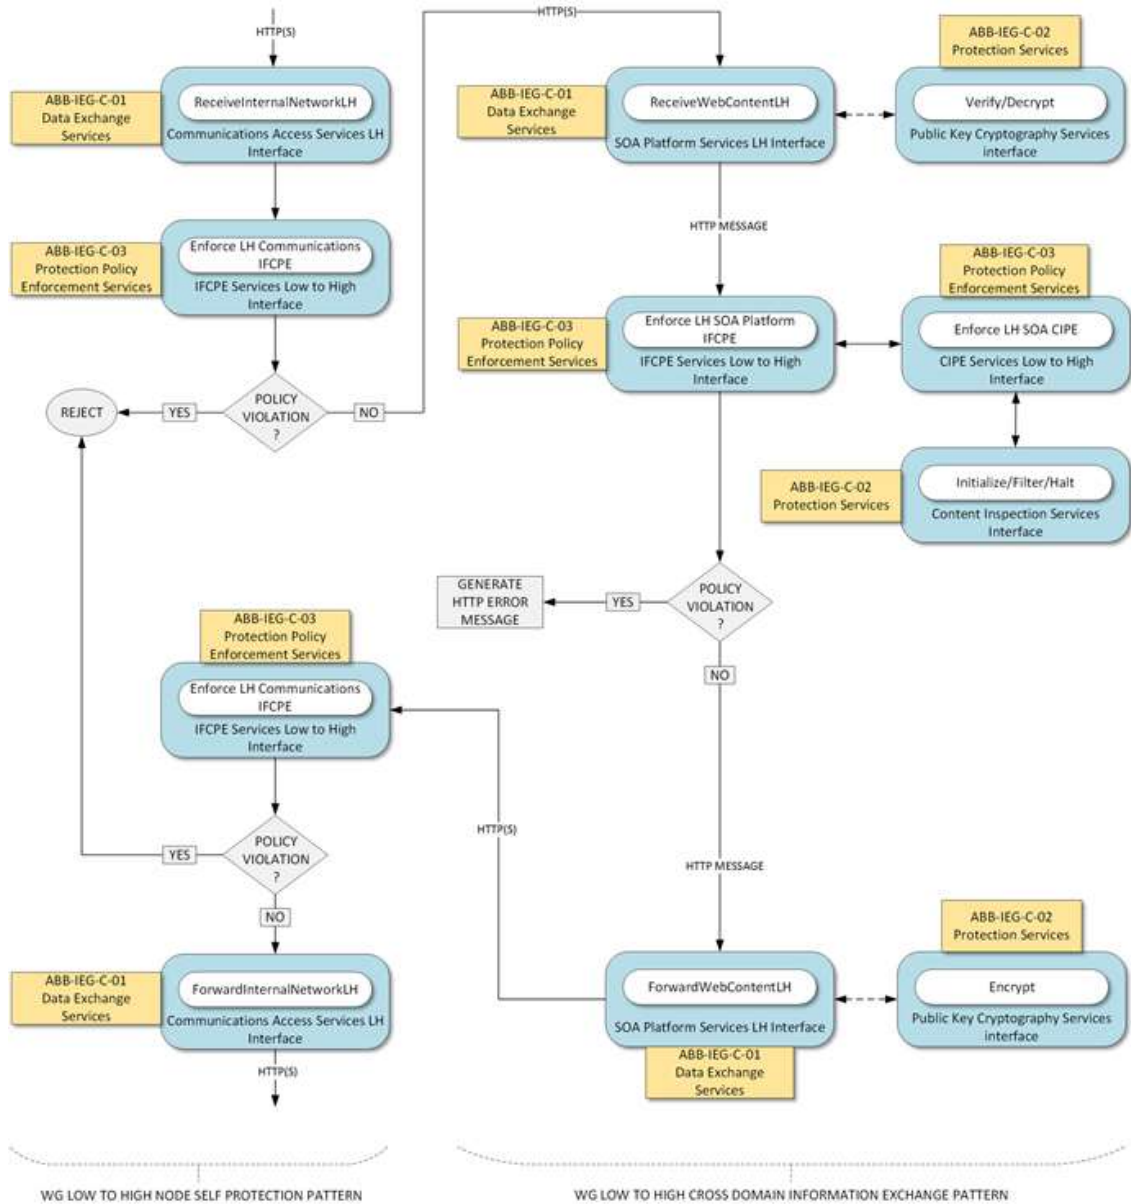 HTTP(S)
ABB-IEG-C-01
Data Exchange
Services
ReceiveInternalNetworkLH
Communications Access Services LH
Interface
ABB-IEG-C-03
Protection Policy
Enforcement Services
Enforce LH Communications
IFCPE
IFCPE Services Low to High
Interface
REJECT
YES
POLICY
VIOLATION
?
NO
HTTP(S)
ABB-IEG-C-01
Data Exchange
Services
ReceiveWebContentLH
SOA Platform Services LH Interface
ABB-IEG-C-02
Protection Services
Verify/Decrypt
Public Key Cryptography Services
interface
HTTP MESSAGE
ABB-IEG-C-03
Protection Policy
Enforcement Services
Enforce LH SOA Platform
IFCPE
IFCPE Services Low to High
Interface
ABB-IEG-C-03
Protection Policy
Enforcement Services
Enforce LH SOA CIPE
CIPE Services Low to High
Interface
ABB-IEG-C-02
Protection Services
Initialize/Filter/Halt
Content Inspection Services
Interface
GENERATE
HTTP ERROR
MESSAGE
YES
POLICY
VIOLATION
?
NO
HTTP MESSAGE
ABB-IEG-C-03
Protection Policy
Enforcement Services
Enforce LH Communications
IFCPE
IFCPE Services Low to High
Interface
HTTP(S)
YES
POLICY
VIOLATION
?
NO
ABB-IEG-C-01
Data Exchange
Services
ForwardInternalNetworkLH
Communications Access Services LH
Interface
HTTP(S)
ForwardWebContentLH
SOA Platform Services LH Interface
ABB-IEG-C-01
Data Exchange
Services
ABB-IEG-C-02
Protection Services
Encrypt
Public Key Cryptography Services
interface
WG LOW TO HIGH NODE SELF PROTECTION PATTERN
WG LOW TO HIGH CROSS DOMAIN INFORMATION EXCHANGE PATTERN